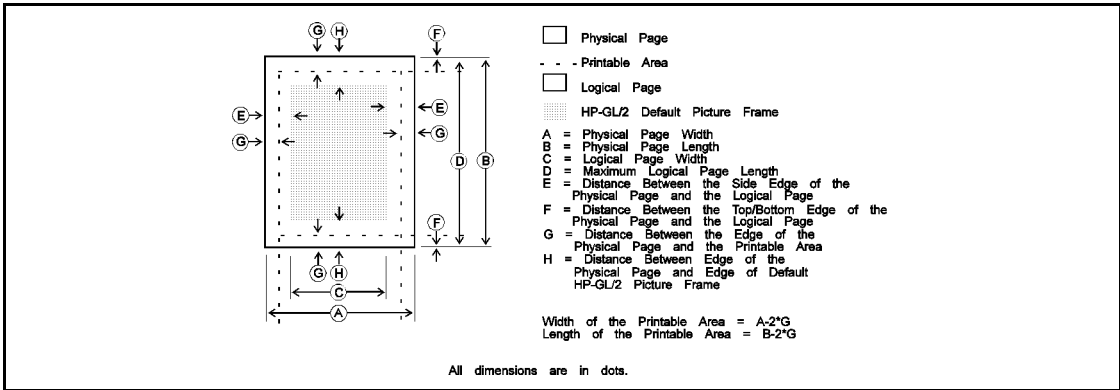 G H
F
E
G
E
G
D B
F
G H
C
A
Physical Page
- - - Printable Area
Logical Page
HP-GL/2 Default Picture Frame
A = Physical Page Width
B = Physical Page Length
C = Logical Page Width
D = Maximum Logical Page Length
E = Distance Between the Side Edge of the
Physical Page and the Logical Page
F = Distance Between the Top/Bottom Edge of the
Physical Page and the Logical Page
G = Distance Between the Edge of the
Physical Page and the Printable Area
H = Distance Between Edge of the
Physical Page and Edge of Default
HP-GL/2 Picture Frame
Width of the Printable Area = A-2*G
Length of the Printable Area = B-2*G
All dimensions are in dots.